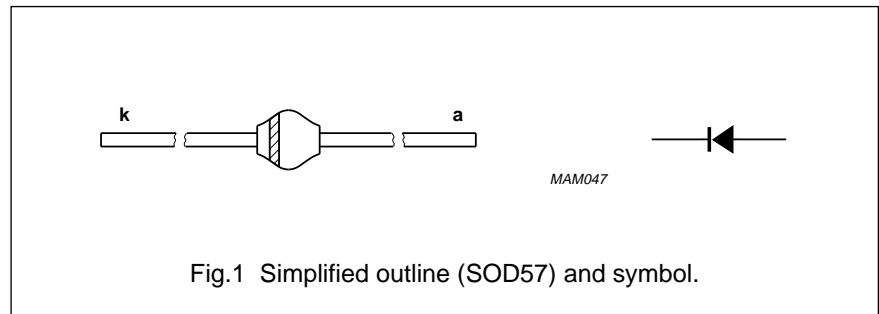 k
a
MAM047
Fig.1 Simplified outline (SOD57) and symbol.